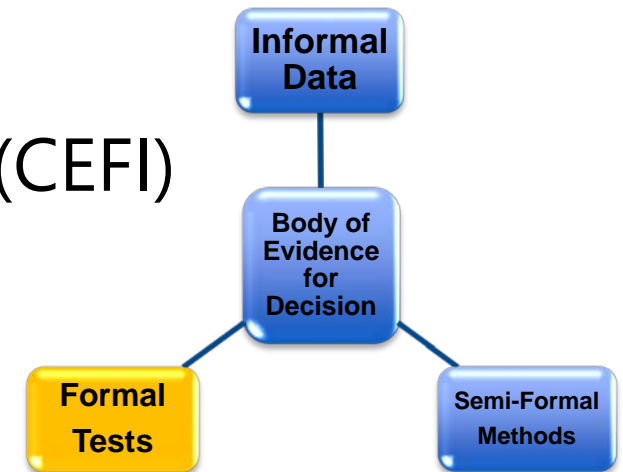 Informal
Data
(CEFI)
Body of
Evidence
for
Decision
Formal
Tests
Semi-Formal
Methods